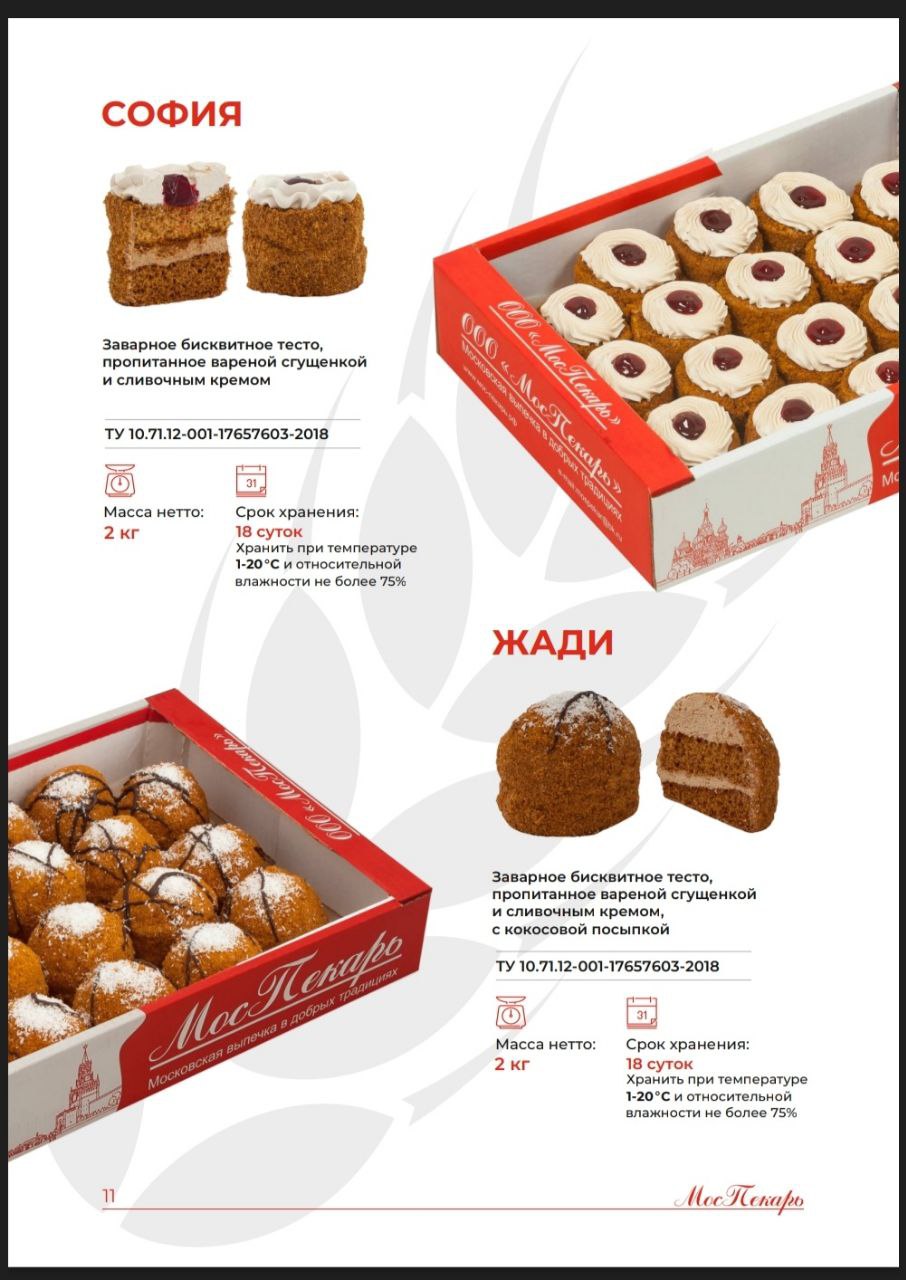 СОФИЯ
Заварное бисквитное тесто,
пропитанное вареной сгущенкой
и сливочным кремом
ТУ 10.71.12-001-17657603-2018
31
Масса нетто:
2 кг
Срок хранения:
18 суток
Хранить при температуре
1-20°C и относительной
влажности не более 75%
ООО «МосПекарь»
ООО «МосПекарь»
Московская выпечка в добрых традициях
Мос
ЖАДИ
Заварное бисквитное тесто,
пропитанное вареной сгущенкой
и сливочным кремом,
с кокосовой посыпкой
ТУ 10.71.12-001-17657603-2018
31
Масса нетто:
2 кг
Срок хранения:
18 суток
Хранить при температуре
1-20°C и относительной
влажности не более 75%
ООО «МосПекарь»
МосПекарь
Московская выпечка в добрых традициях
11
МосПекарь